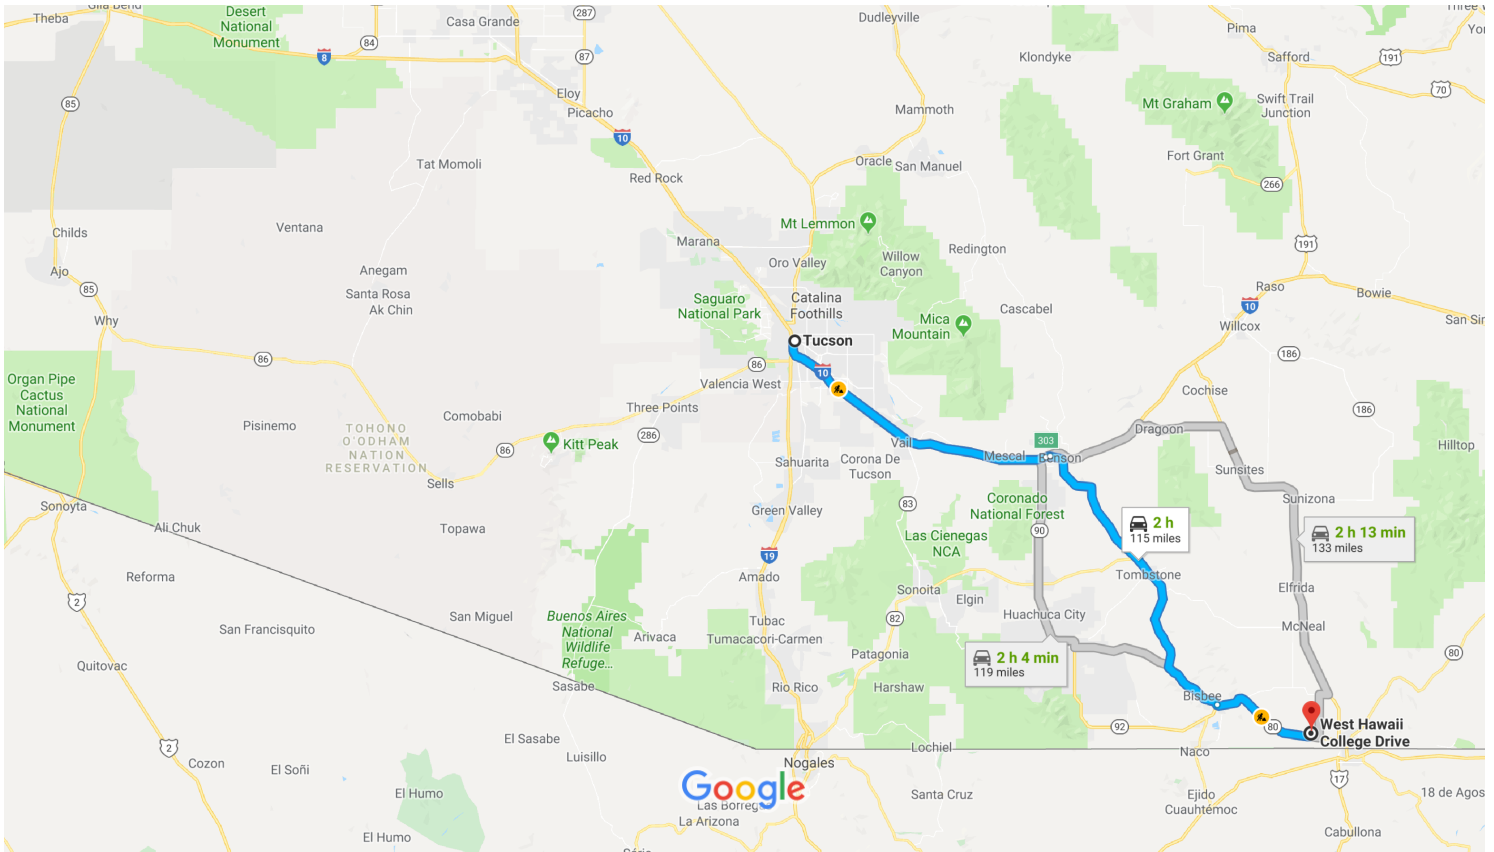 Theba
Gila Bend
Desert
National
Monument
84
8
Casa Grande
287
87
Dudleyville
Klondyke
Pima
Safford
191
70
85
Eloy
Picacho
10
Mammoth
Mt Graham
Swift Trail
Junction
Tat Momoli
Red Rock
Oracle
San Manuel
Fort Grant
266
Childs
Ventana
Marana
Mt Lemmon
Oro Valley
Willow
Canyon
Redington
191
Ajo
85
Anegam
Santa Rosa
Ak Chin
Saguaro
National Park
Catalina
Foothills
Mica
Mountain
Cascabel
Raso
Bowie
10
Willcox
San Sim
Why
86
Tucson
86
10
Valencia West
186
Organ Pipe
Cactus
National
Monument
Pisinemo
Comobabi
Three Points
286
Cochise
186
TOHONO
O'ODHAM
NATION
RESERVATION
86
Kitt Peak
Vail
Mescal
303
Benson
Dragoon
Hilltop
Sahuarita
Corona De
Tucson
Sunsites
Sells
Sonoyta
Ali Chuk
Topawa
Green Valley
83
Coronado
National Forest
Sunizona
90
2 h
115 miles
2 h 13 min
133 miles
19
Las Cienegas
NCA
Reforma
Amado
Sonoita
Elgin
Tombstone
Elfrida
2
San Miguel
Buenos Aires
National
Wildlife
Refuge...
Arivaca
Tubac
Tumacacori-Carmen
82
Huachuca City
McNeal
San Francisquito
Patagonia
2 h 4 min
119 miles
80
Quitovac
Sasabe
Rio Rico
Harshaw
Bisbee
92
80
West Hawaii
College Drive
2
El Sasabe
Luisillo
Lochiel
Naco
Cozon
El Soñi
Nogales
17
Google
El Humo
Las Borreg
La Arizona
Santa Cruz
Ejido
Cuauhtémoc
18 de Agos
El Humo
Cabullona